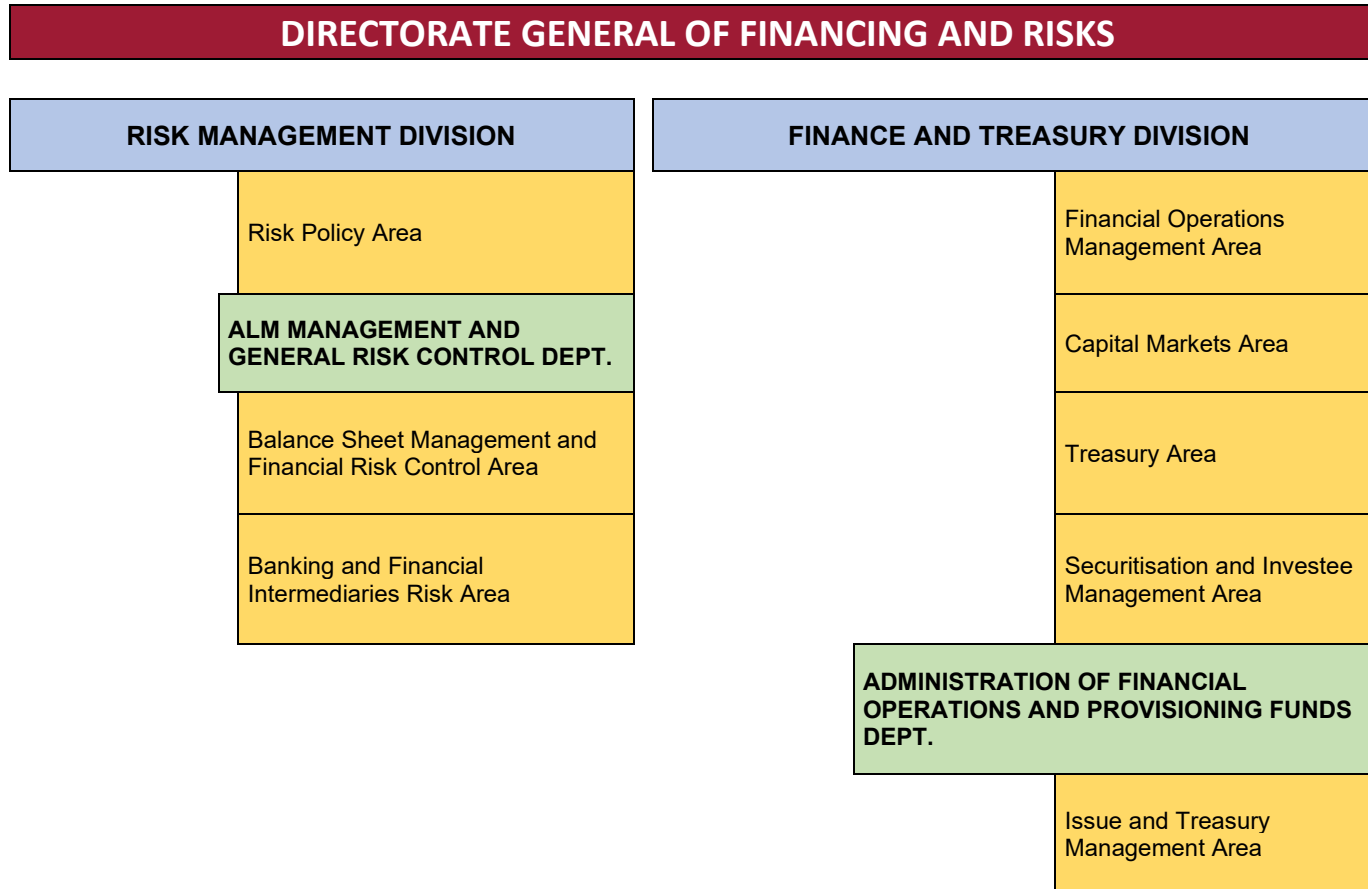 DIRECTORATE GENERAL OF FINANCING AND RISKS
RISK MANAGEMENT DIVISION
Risk Policy Area
ALM MANAGEMENT AND
GENERAL RISK CONTROL DEPT.
Balance Sheet Management and
Financial Risk Control Area
Banking and Financial
Intermediaries Risk Area
FINANCE AND TREASURY DIVISION
Financial Operations
Management Area
Capital Markets Area
Treasury Area
Securitisation and Investee
Management Area
ADMINISTRATION OF FINANCIAL
OPERATIONS AND PROVISIONING FUNDS
DEPT.
Issue and Treasury
Management Area